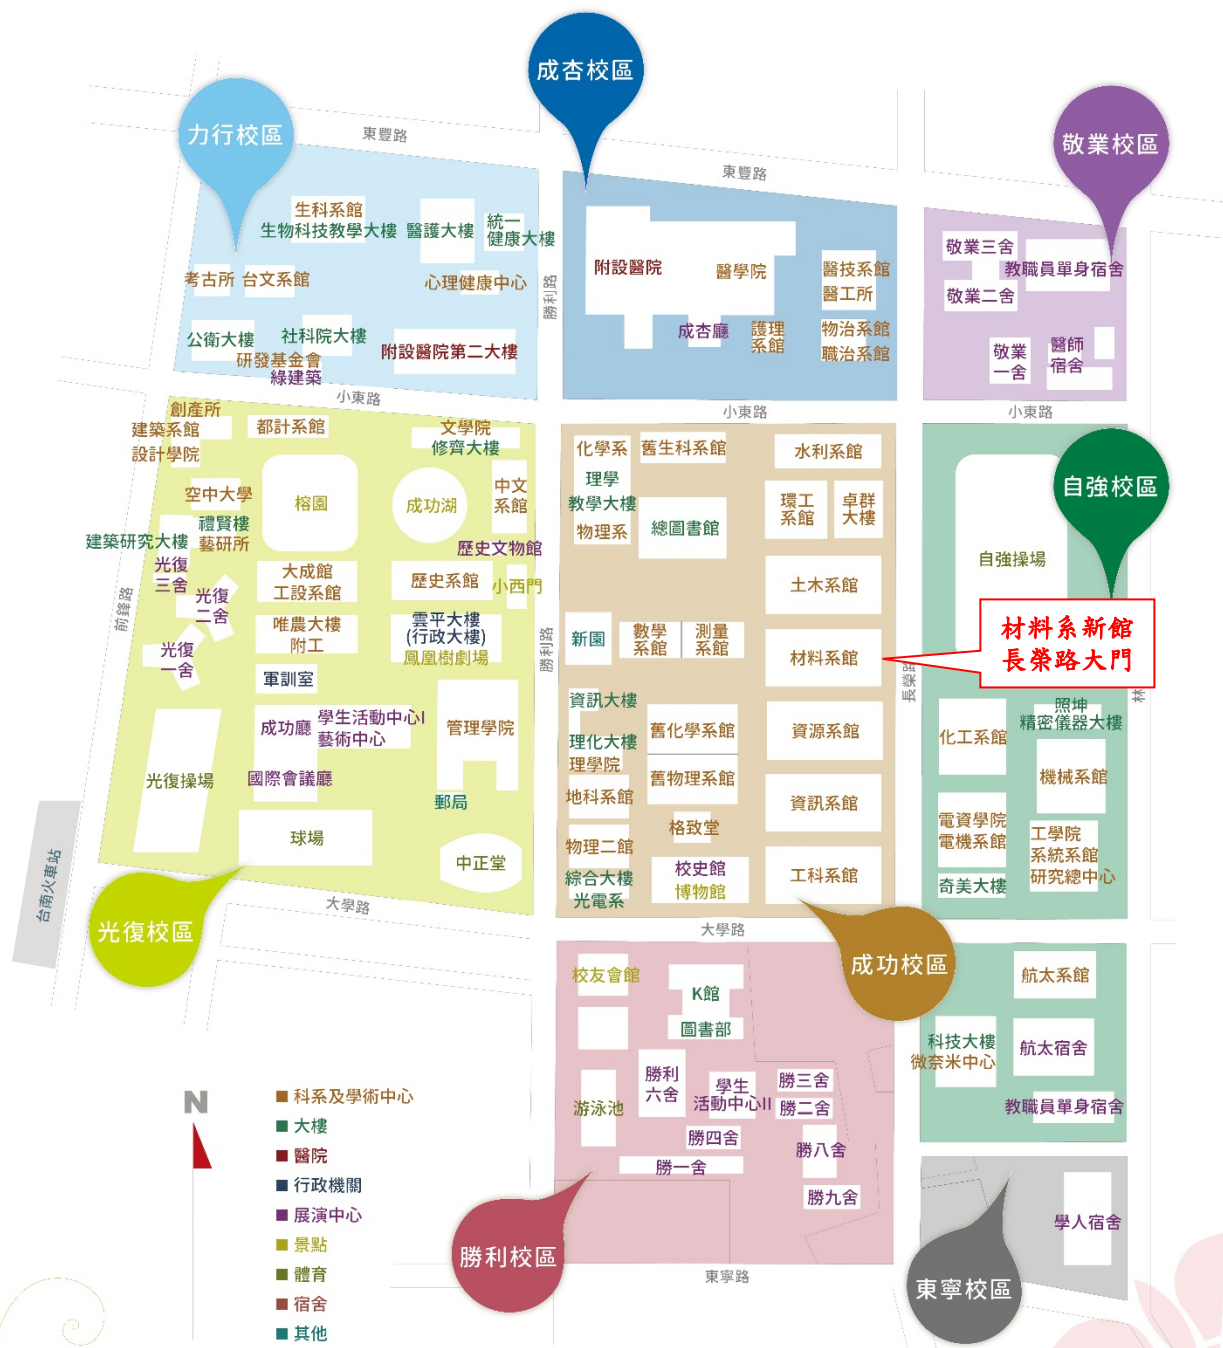 成杏校區
力行校區
敬業校區
東豐路
東豐路
生科系館
生物科技教學大樓
醫護大樓
統一
健康大樓
考古所
台文系館
心理健康中心
公衛大樓
社科院大樓
研發基金會
綠建築
附設醫院第二大樓
勝利路
附設醫院
醫學院
成杏廳
護理
系館
醫技系館
醫工所
物治系館
職治系館
敬業三舍
教職員單身宿舍
敬業二舍
敬業
一舍
醫師
宿舍
小東路
小東路
小東路
創產所
建築系館
設計學院
都計系館
文學院
修齊大樓
空中大學
榕園
成功湖
中文
系館
禮賢樓
建築研究大樓
藝研所
歷史文物館
光復
三舍
大成館
工設系館
歷史系館
小西門
光復
二舍
前鋒路
唯農大樓
附工
雲平大樓
(行政大樓)
鳳凰樹劇場
光復
一舍
軍訓室
勝利路
成功廳
學生活動中心I
藝術中心
管理學院
國際會議廳
光復操場
郵局
球場
中正堂
台南火車站
光復校區
大學路
化學系
舊生科系館
水利系館
理學
教學大樓
物理系
總圖書館
環工
系館
卓群
大樓
土木系館
新園
數學
系館
測量
系館
材料系館
資訊大樓
理化大樓
理學院
舊化學系館
資源系館
地科系館
舊物理系館
資訊系館
格致堂
物理二館
校史館
博物館
工科系館
綜合大樓
光電系
大學路
成功校區
自強校區
自強操場
材料系新館
長榮路大門
長榮路
林
照坤
精密儀器大樓
化工系館
機械系館
電資學院
電機系館
工學院
系統系館
研究總中心
奇美大樓
校友會館
K館
圖書部
勝利
六舍
學生
活動中心II
勝三舍
勝二舍
游泳池
勝四舍
勝八舍
勝一舍
勝九舍
勝利校區
東寧路
航太系館
科技大樓
微奈米中心
航太宿舍
教職員單身宿舍
學人宿舍
東寧校區
N
科系及學術中心
大樓
醫院
行政機關
展演中心
景點
體育
宿舍
其他